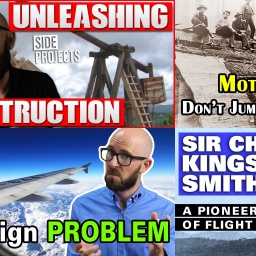 UNLEASHING
SIDE
PROJECTS
TRUCTION
MOT
DON'T JUM
ign PROBLEM
SIR CH
KINGS
SMITH
A PIONEER
OF FLIGHT